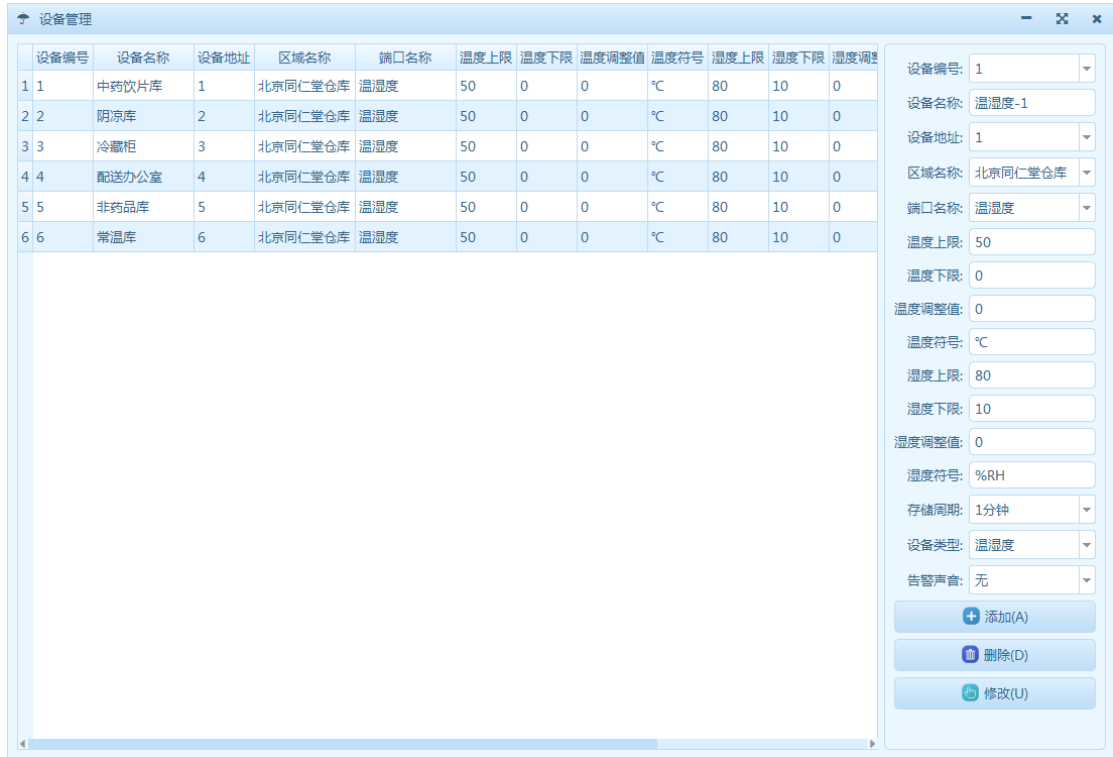 设备管理
设备编号 设备名称 设备地址 区域名称 端口名称 温度上限 温度下限 温度调整值 温度符号 湿度上限 湿度下限 湿度调
1 1 中药饮片库 1 北京同仁堂仓库 温湿度 50 0 0 ℃ 80 10 0
2 2 阴凉库 2 北京同仁堂仓库 温湿度 50 0 0 ℃ 80 10 0
3 3 冷藏柜 3 北京同仁堂仓库 温湿度 50 0 0 ℃ 80 10 0
4 4 配送办公室 4 北京同仁堂仓库 温湿度 50 0 0 ℃ 80 10 0
5 5 非药品库 5 北京同仁堂仓库 温湿度 50 0 0 ℃ 80 10 0
6 6 常温库 6 北京同仁堂仓库 温湿度 50 0 0 ℃ 80 10 0
设备编号: 1
设备名称: 温湿度-1
设备地址: 1
区域名称: 北京同仁堂仓库
端口名称: 温湿度
温度上限: 50
温度下限: 0
温度调整值: 0
温度符号: ℃
湿度上限: 80
湿度下限: 10
湿度调整值: 0
湿度符号: %RH
存储周期: 1分钟
设备类型: 温湿度
告警声音: 无
添加(A)
删除(D)
修改(U)